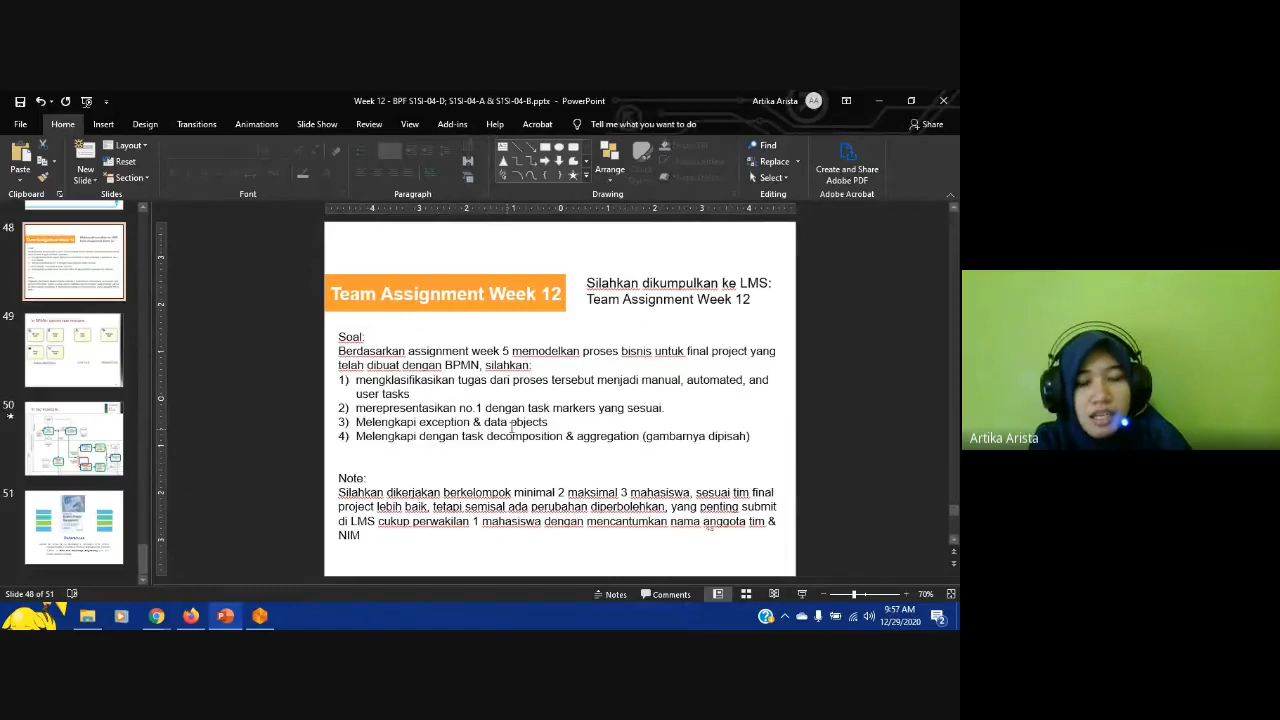 Week 12 - BPF S1SI-04-D; S1SI-04-A & S1SI-04-B.pptx - PowerPoint
Artika Arista
AA
File Home Insert Design Transitions Animations Slide Show Review View Add-ins Help Acrobat Tell me what you want to do Share
Paste
New Slide
Layout
Reset
Section
Arrange
Find
Replace
Select
Create and Share Adobe PDF
Clipboard Slides Font Paragraph Drawing Editing Adobe Acrobat
48
49
50
51
Team Assignment Week 12
Silahkan dikumpulkan ke LMS:
Team Assignment Week 12
Soal:
Berdasarkan assignment week 5 memodelkan proses bisnis untuk final project yang
telah dibuat dengan BPMN, silahkan:
1) mengklasifikasikan tugas dari proses tersebut menjadi manual, automated, and
user tasks
2) merepresentasikan no.1 dengan task markers yang sesuai.
3) Melengkapi exception & data objects
4) Melengkapi dengan task decomposition & aggregation (gambarnya dipisah)
Note:
Silahkan dikerjakan berkelompok minimal 2 maksimal 3 mahasiswa, sesuai tim final
project lebih baik, tetapi semisal ada perubahan diperbolehkan, yang penting submit
di LMS cukup perwakilan 1 mahasiswa dengan mencantumkan nama anggota tim &
NIM
Artika Arista
Slide 48 of 51
Notes
Comments
70%
9:57 AM
12/29/2020